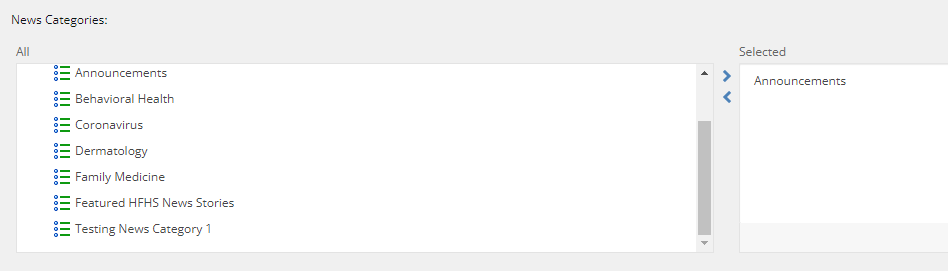 News Categories:
All
Selected
Announcements
Behavioral Health
Coronavirus
Dermatology
Family Medicine
Featured HFHS News Stories
Testing News Category 1
Announcements